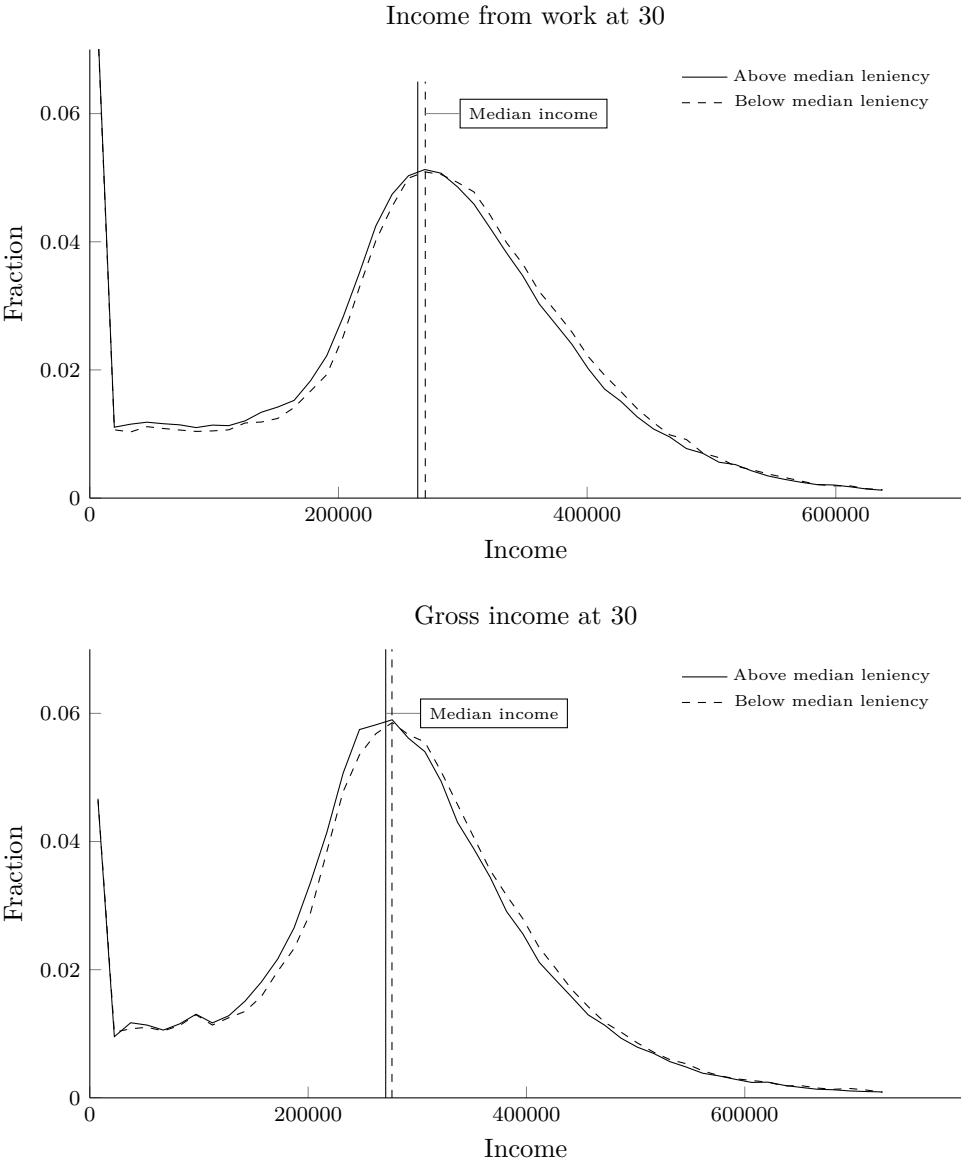 Income from work at 30
Above median leniency
Below median leniency
Median income
0.06
0.04
0.02
0
Fraction
0 200000 400000 600000
Income
Gross income at 30
Above median leniency
Below median leniency
Median income
0.06
0.04
0.02
0
Fraction
0 200000 400000 600000
Income